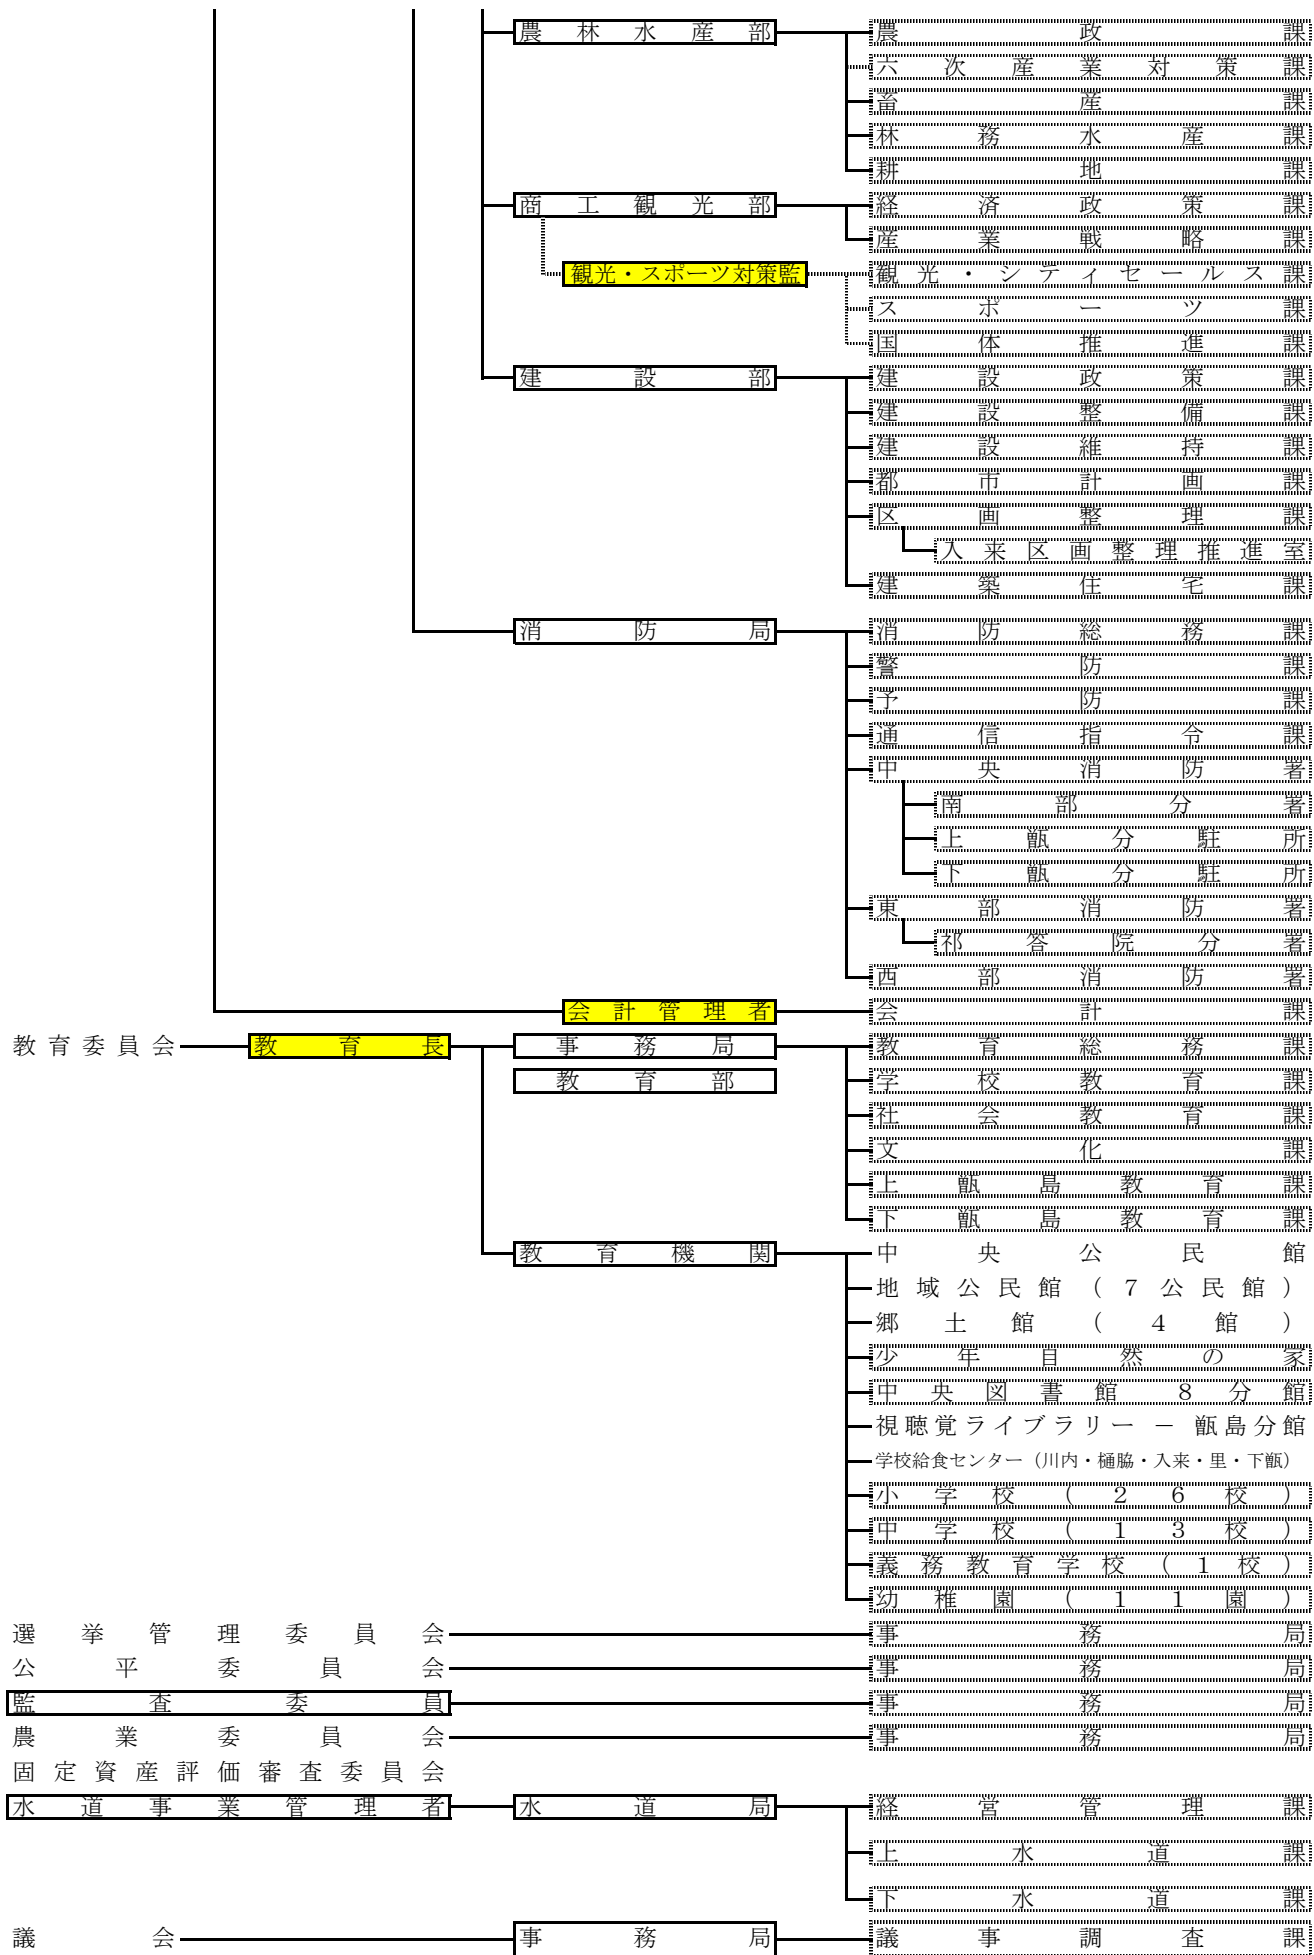 農林水産部 農政課
六次産業対策課
畜産課
林務水産課
耕地課
商工観光部 経済政策課
産業戦略課
観光・スポーツ対策監 観光・シティセールス課
スポーツ課
国体推進課
建設部 建設政策課
建設整備課
建設維持課
都市計画課
区画整理課
入来区画整理推進室
建築住宅課
消防局 消防総務課
警防課
予防課
通信指令課
中央消防署
南部分署
上甑分駐所
下甑分駐所
東部消防署
祁答院分署
西部消防署
会計管理者 会計課
教育委員会 教育長 事務局 教育総務課
教育部 学校教育課
社会教育課
文化課
上甑島教育課
下甑島教育課
教育機関 中央公民館
地域公民館(7公民館)
郷土館(4館)
少年自然の家
中央図書館 8分館
視聴覚ライブラリー － 甑島分館
学校給食センター（川内・樋脇・入来・里・下甑）
小学校(26校)
中学校(13校)
義務教育学校(1校)
幼稚園(11園)
選挙管理委員会 事務局
公平委員会 事務局
監査委員 事務局
農業委員会 事務局
固定資産評価審査委員会
水道事業管理者 水道局 経営管理課
上水道課
下水道課
議会 事務局 議事調査課